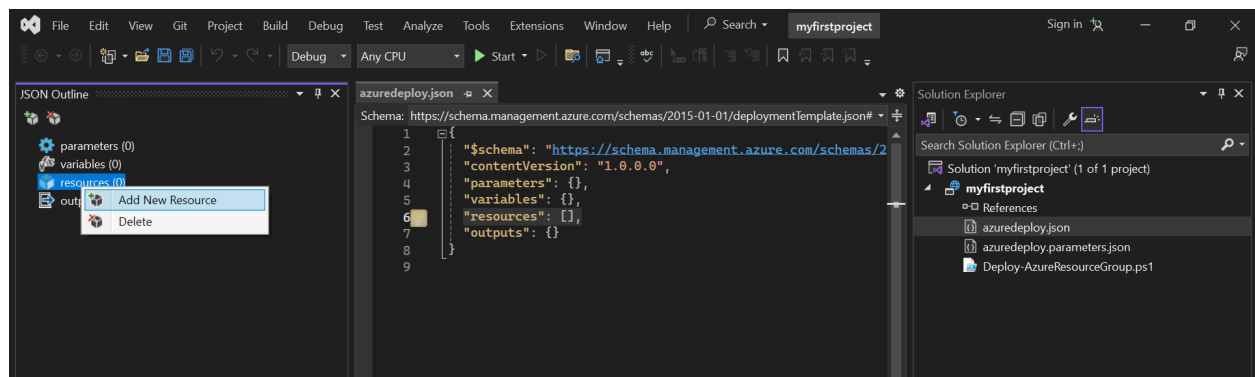 File Edit View Git Project Build Debug Test Analyze Tools Extensions Window Help Search myfirstproject Sign in
Debug Any CPU Start
JSON Outline
parameters (0)
variables (0)
resources (0)
Add New Resource
Delete
azuredeploy.json
Schema: https://schema.management.azure.com/schemas/2015-01-01/deploymentTemplate.json#
1 {
2 "$schema": "https://schema.management.azure.com/schemas/2
3 "contentVersion": "1.0.0.0",
4 "parameters": {},
5 "variables": {},
6 "resources": [],
7 "outputs": {}
8 }
9
Solution Explorer
Search Solution Explorer (Ctrl+;)
Solution 'myfirstproject' (1 of 1 project)
myfirstproject
References
azuredeploy.json
azuredeploy.parameters.json
Deploy-AzureResourceGroup.ps1